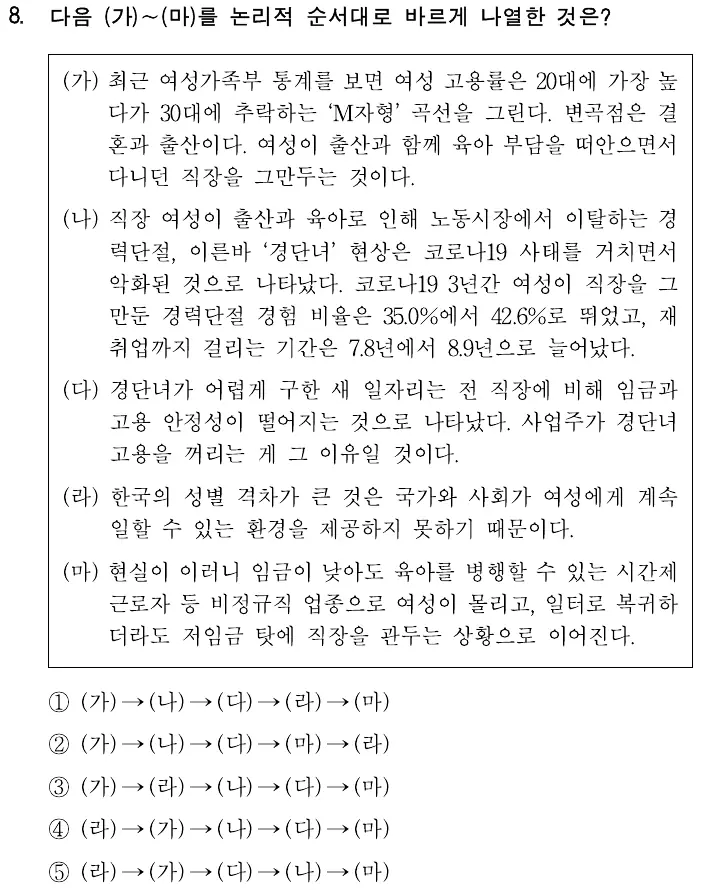 8. 다음 (가)~(마)를 논리적 순서대로 바르게 나열한 것은?
(가) 최근 여성가족부 통계를 보면 여성 고용률은 20대에 가장 높
다가 30대에 추락하는 ‘M자형’ 곡선을 그린다. 변곡점은 결
혼과 출산이다. 여성이 출산과 함께 육아 부담을 떠안으면서
다니던 직장을 그만두는 것이다.
(나) 직장 여성이 출산과 육아로 인해 노동시장에서 이탈하는 경
력단절, 이른바 ‘경단녀’ 현상은 코로나19 사태를 거치면서
악화된 것으로 나타났다. 코로나19 3년간 여성이 직장을 그
만둔 경력단절 경험 비율은 35.0%에서 42.6%로 뛰었고, 재
취업까지 걸리는 기간은 7.8년에서 8.9년으로 늘어났다.
(다) 경단녀가 어렵게 구한 새 일자리는 전 직장에 비해 임금과
고용 안정성이 떨어지는 것으로 나타났다. 사업주가 경단녀
고용을 꺼리는 게 그 이유일 것이다.
(라) 한국의 성별 격차가 큰 것은 국가와 사회가 여성에게 계속
일할 수 있는 환경을 제공하지 못하기 때문이다.
(마) 현실이 이러니 임금이 낮아도 육아를 병행할 수 있는 시간제
근로자 등 비정규직 업종으로 여성이 몰리고, 일터로 복귀하
더라도 저임금 탓에 직장을 관두는 상황으로 이어진다.
① (가)→(나)→(다)→(라)→(마)
② (가)→(나)→(다)→(마)→(라)
③ (가)→(라)→(나)→(다)→(마)
④ (라)→(가)→(나)→(다)→(마)
⑤ (라)→(가)→(다)→(나)→(마)